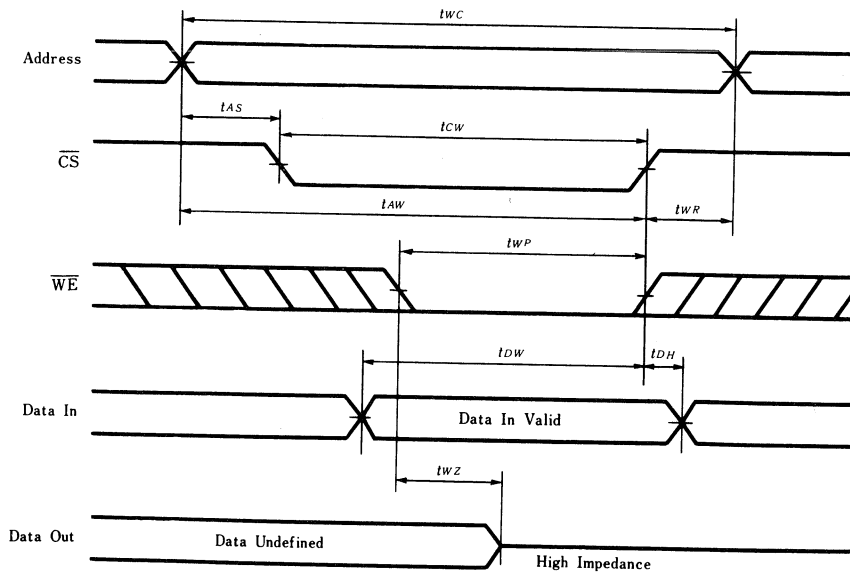 tWC
Address
tAS
tCW
CS
tAW
tWR
tWP
WE
tDW
tDH
Data In
Data In Valid
tWZ
Data Out
Data Undefined
High Impedance